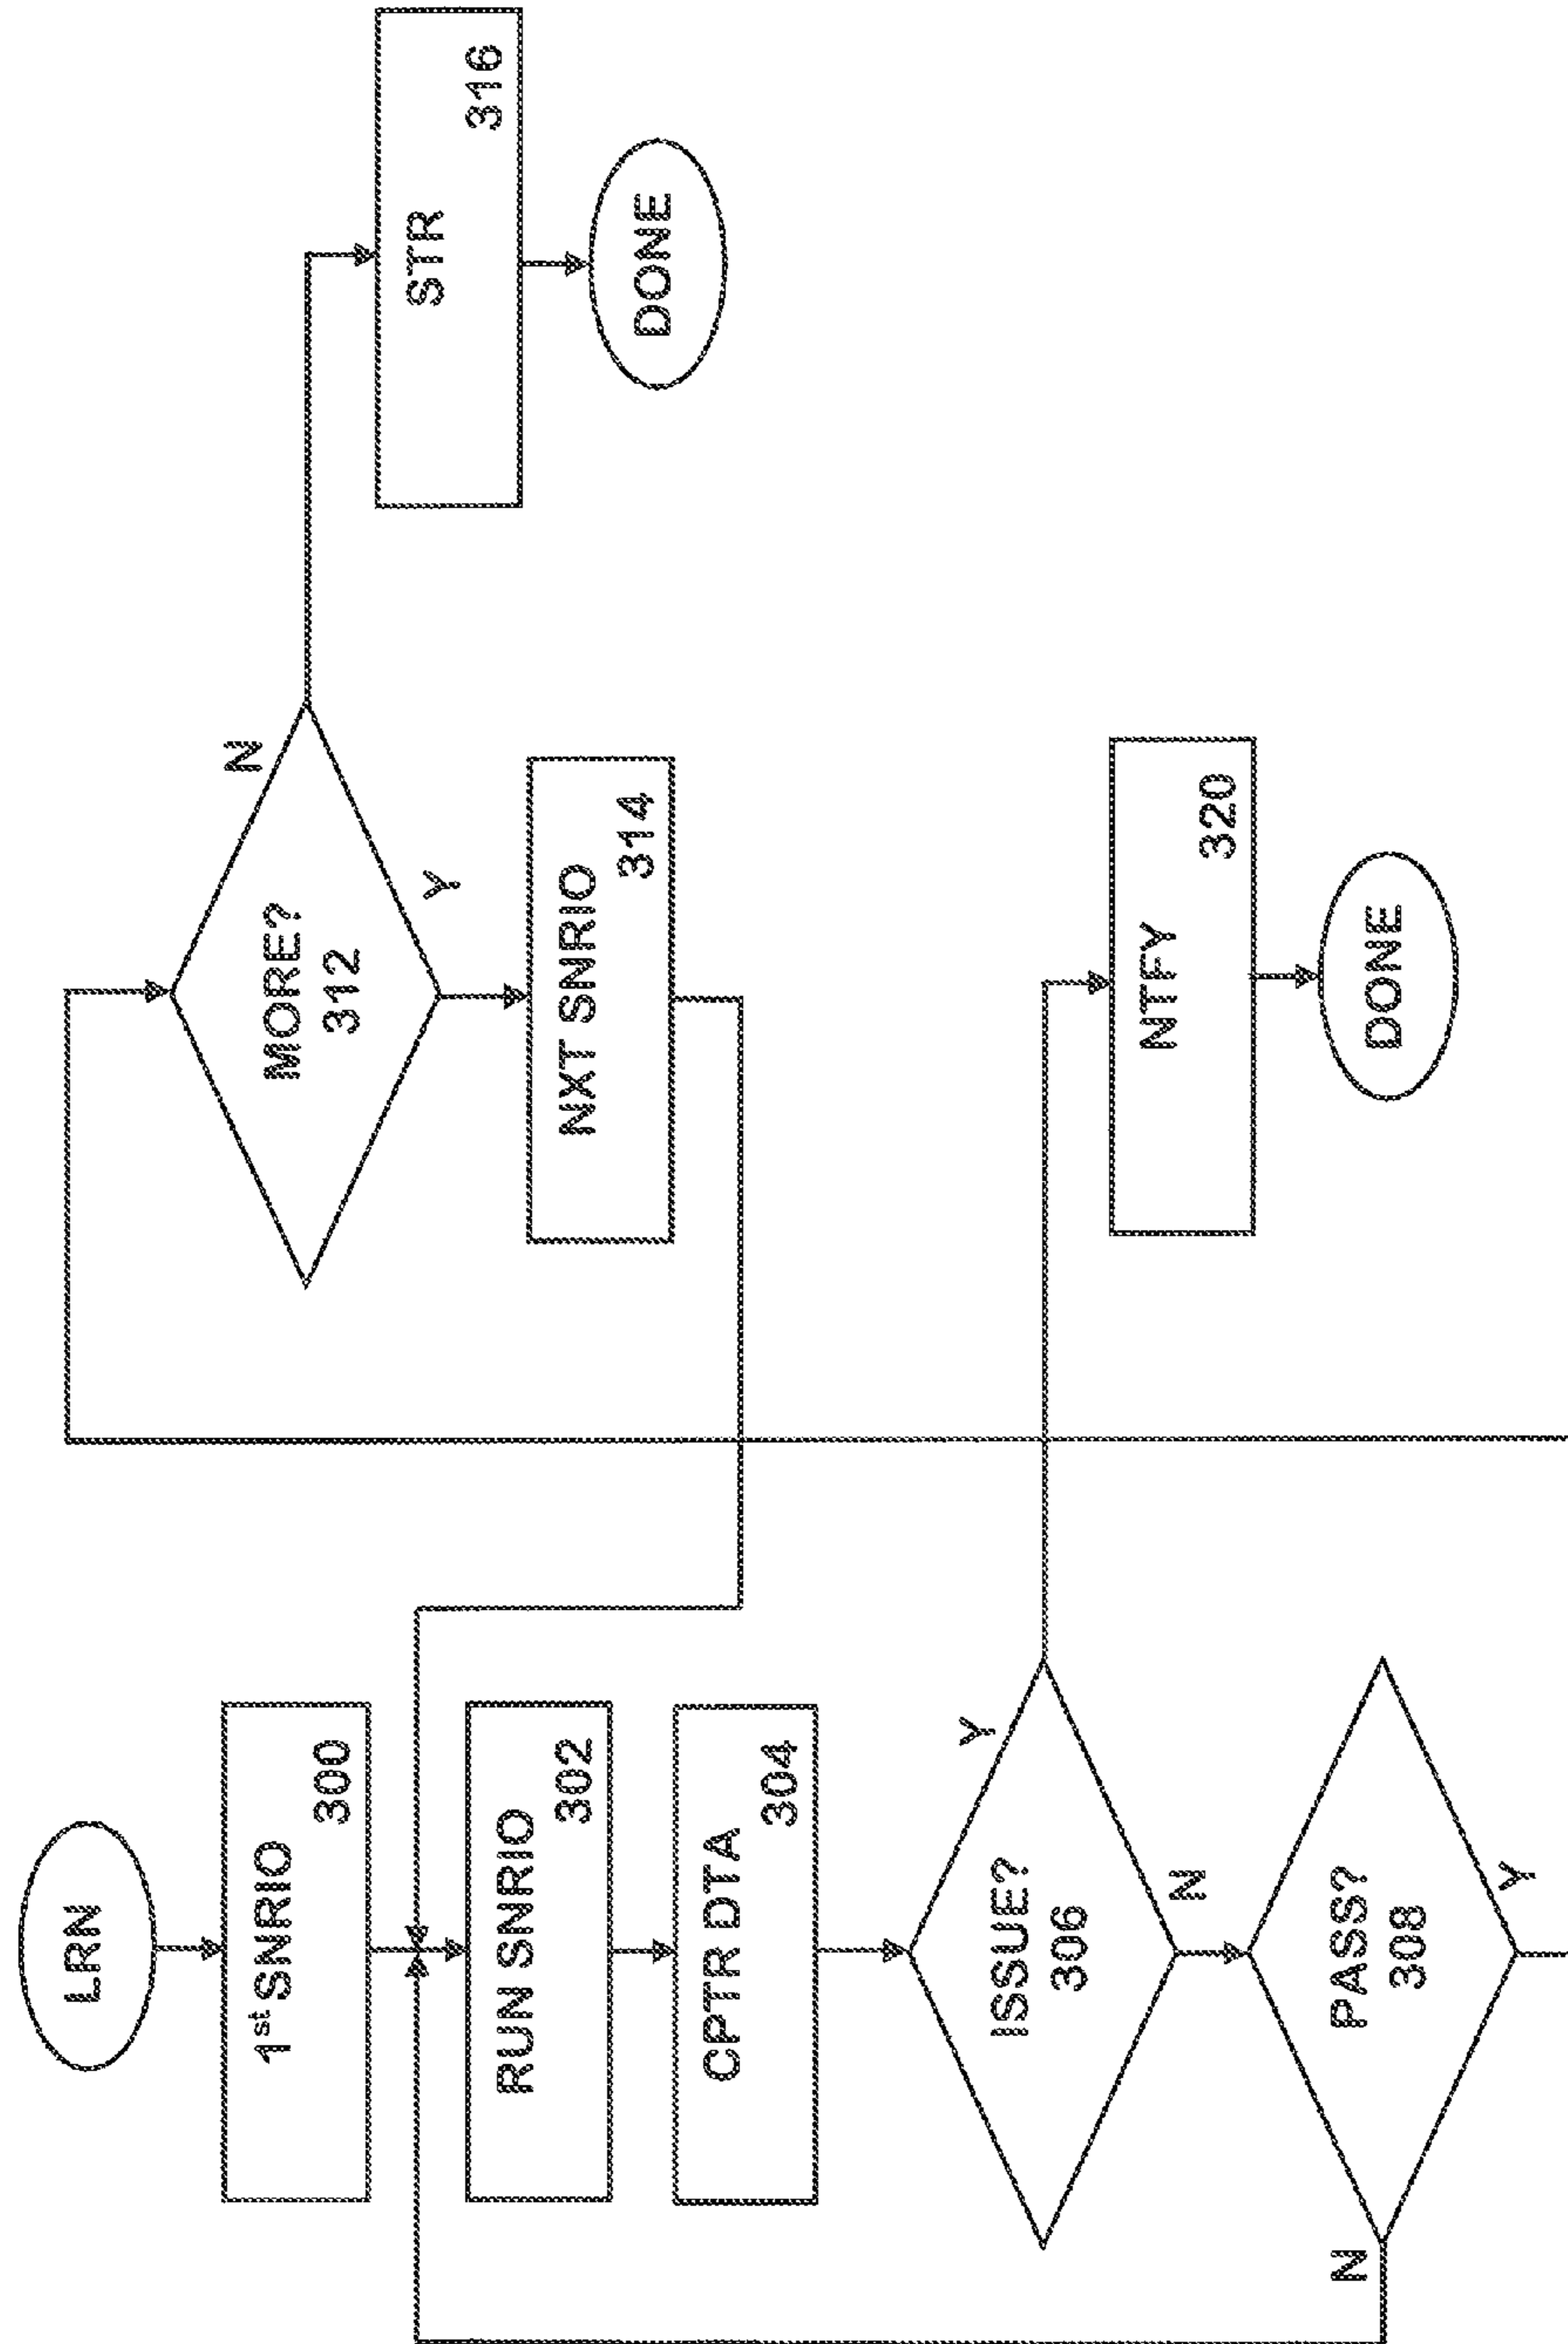 LRN
1st SNRIO
300
RUN SNRIO
302
CPTR DTA
304
ISSUE?
306
Y
N
PASS?
308
N
Y
MORE?
312
N
Y
NXT SNRIO
314
STR
316
DONE
NTFY
320
DONE